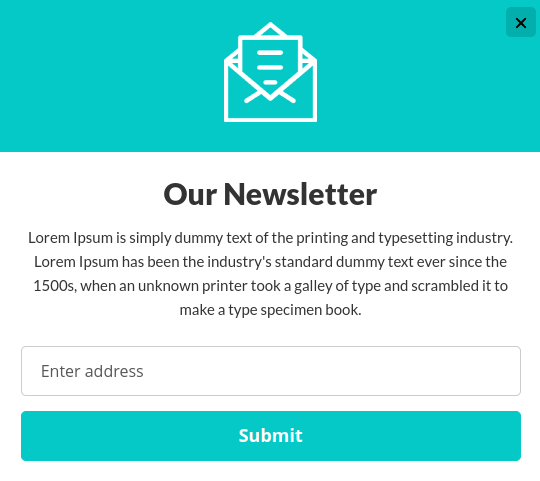 Our Newsletter
Lorem Ipsum is simply dummy text of the printing and typesetting industry.
Lorem Ipsum has been the industry's standard dummy text ever since the
1500s, when an unknown printer took a galley of type and scrambled it to
make a type specimen book.
Enter address
Submit